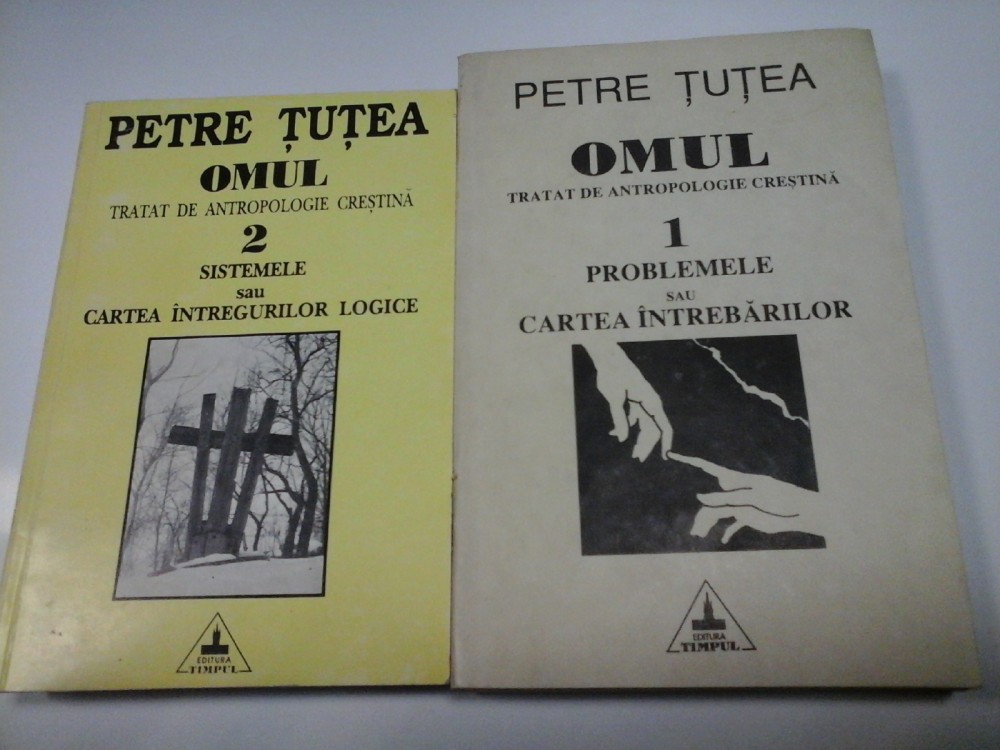 PETRE ȚUȚEA
OMUL
TRATAT DE ANTROPOLOGIE CREȘTINĂ
2
SISTEMELE
sau
CARTEA ÎNTREGURILOR LOGICE
EDITURA
TIMPUL
PETRE ȚUȚEA
OMUL
TRATAT DE ANTROPOLOGIE CREȘTINĂ
1
PROBLEMELE
SAU
CARTEA ÎNTREBĂRILOR
EDITURA
TIMPUL